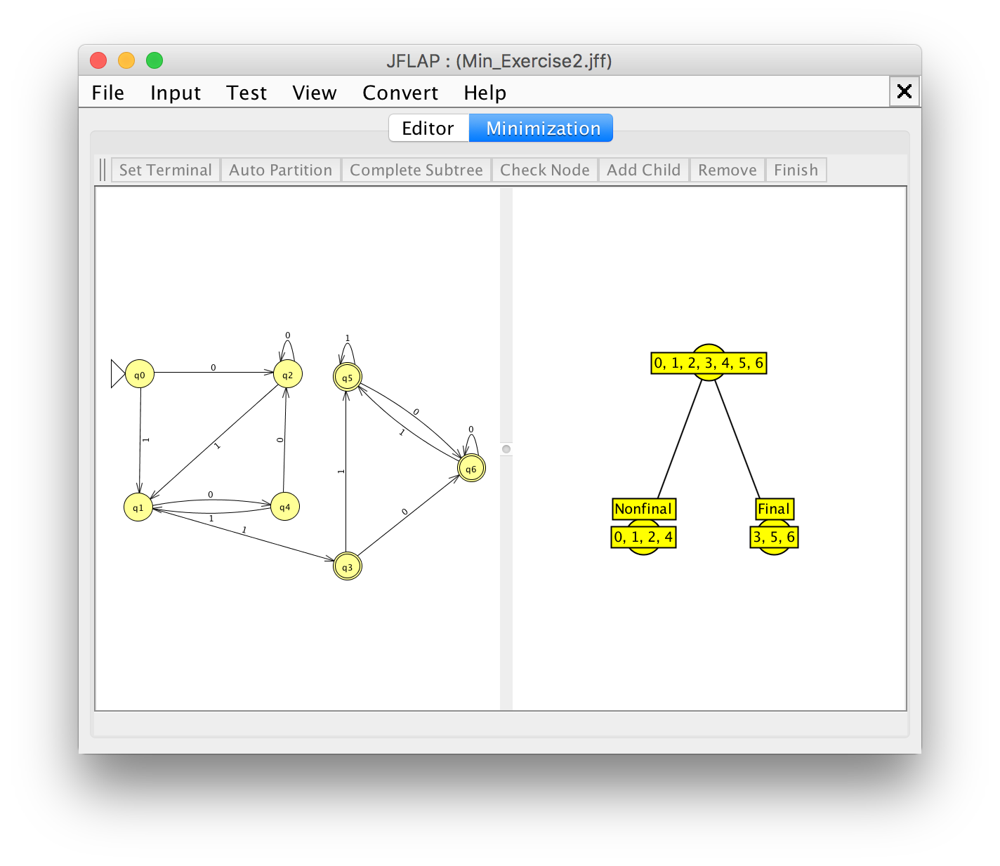 JFLAP : (Min_Exercise2.jff)
File Input Test View Convert Help
Editor Minimization
Set Terminal Auto Partition Complete Subtree Check Node Add Child Remove Finish
0
1
q0
0
q2
q5
0, 1, 2, 3, 4, 5, 6
0
1
0
1
1
0
1
q6
0
q1
q4
1
1
0
Nonfinal
Final
0, 1, 2, 4
3, 5, 6
1
q3